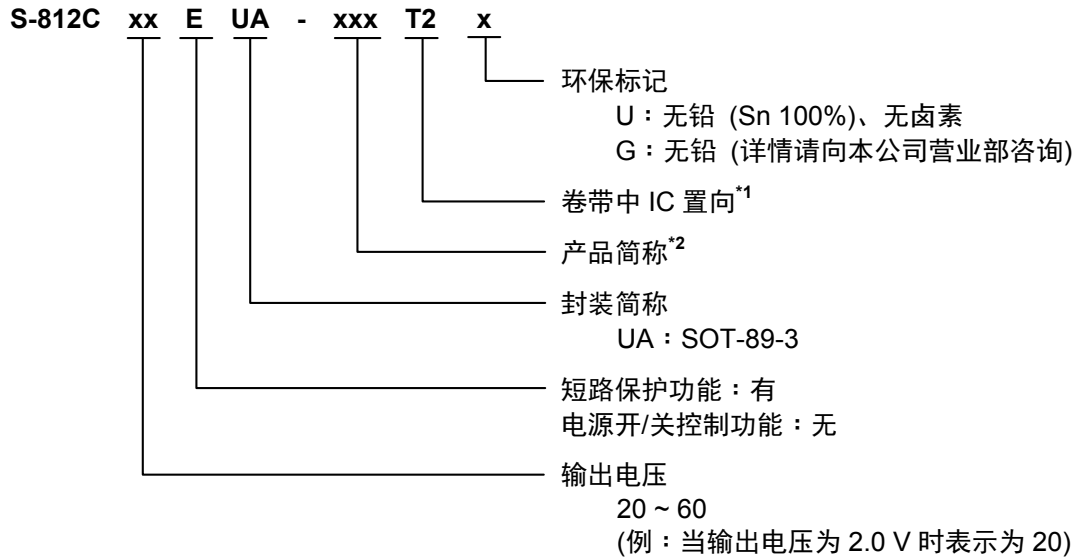 S-812C xx E UA - xxx T2 x
环保标记
U：无铅 (Sn 100%)、无卤素
G：无铅 (详情请向本公司营业部咨询)
卷带中 IC 置向*1
产品简称*2
封装简称
UA：SOT-89-3
短路保护功能：有
电源开/关控制功能：无
输出电压
20 ~ 60
(例：当输出电压为 2.0 V 时表示为 20)